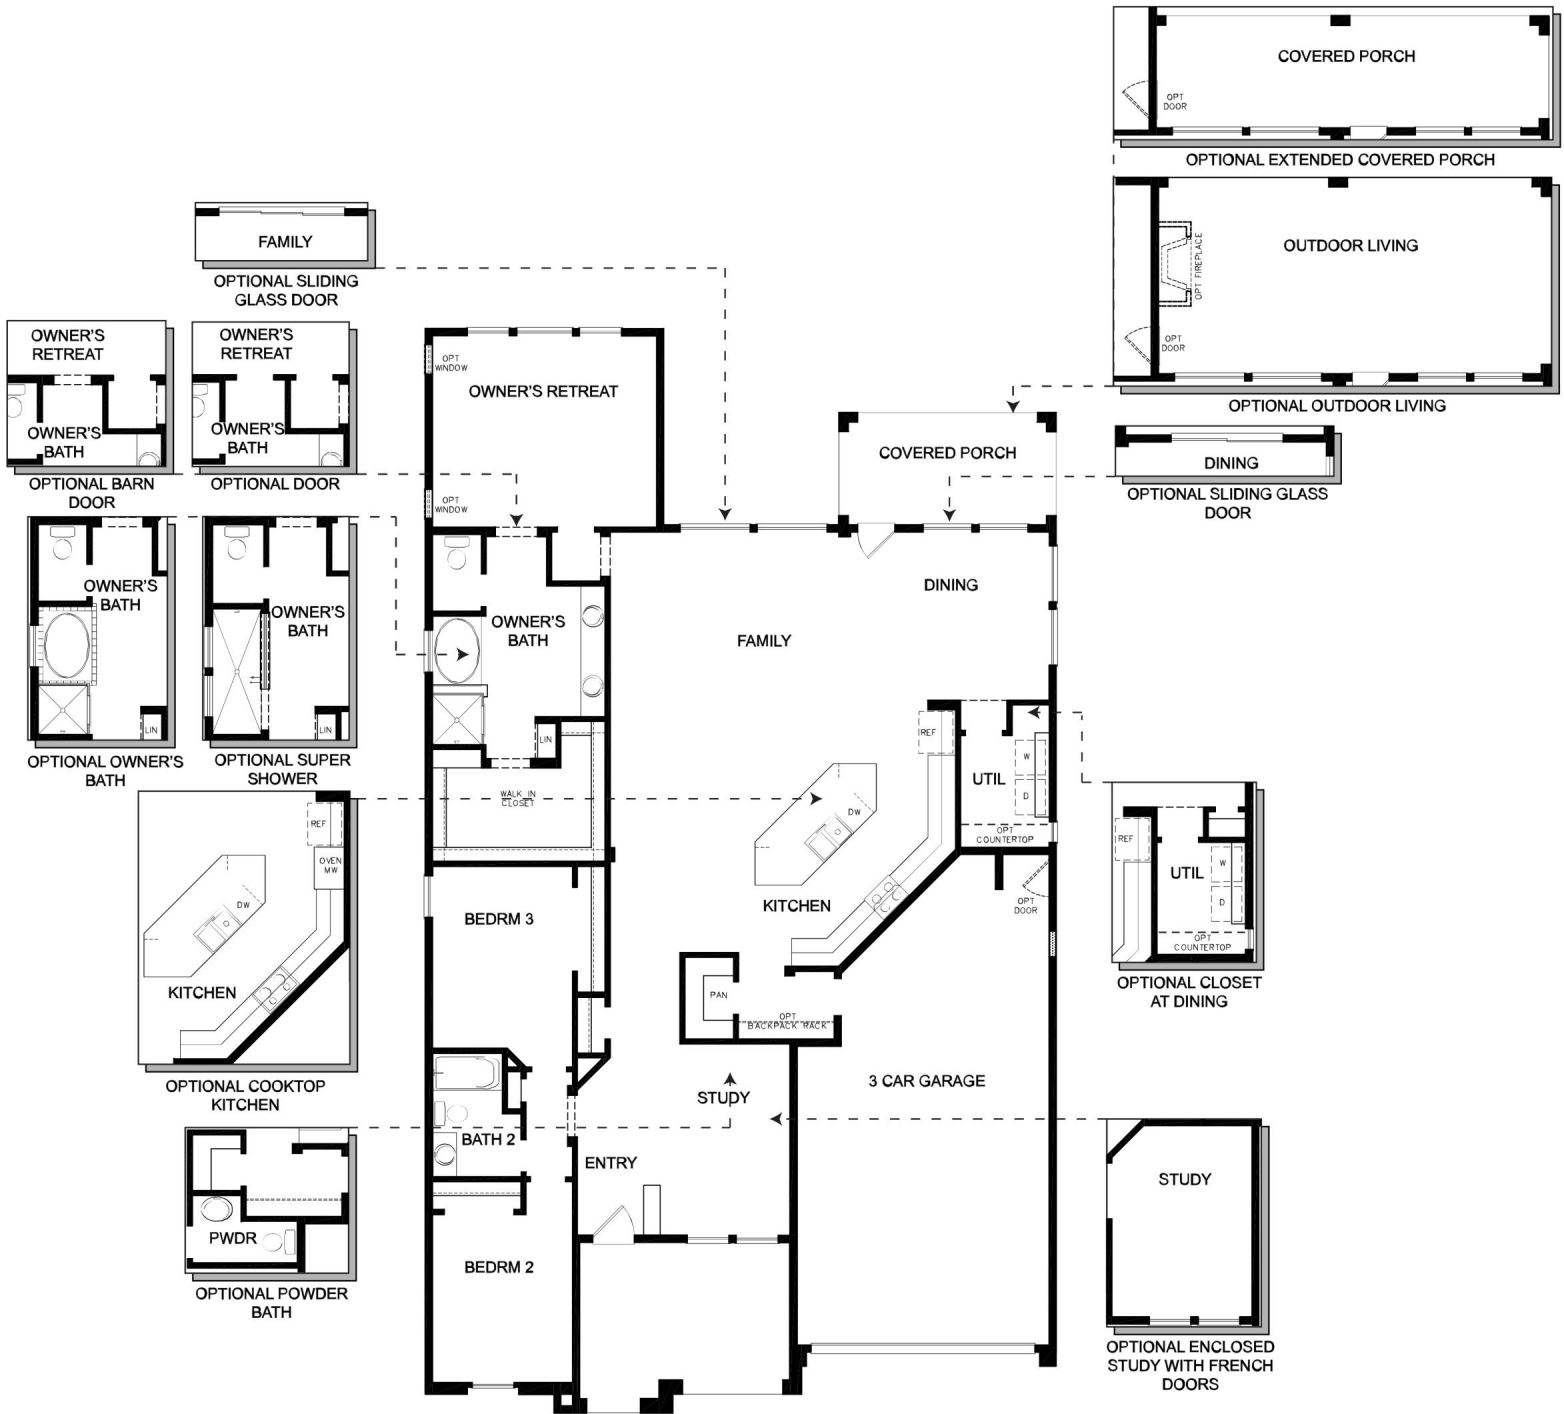 COVERED PORCH
OPT
DOOR
OPTIONAL EXTENDED COVERED PORCH
OUTDOOR LIVING
OPT FIREPLACE
OPT
DOOR
OPTIONAL OUTDOOR LIVING
FAMILY
OPTIONAL SLIDING
GLASS DOOR
OWNER'S
RETREAT
OWNER'S
BATH
OPTIONAL BARN
DOOR
OWNER'S
RETREAT
OWNER'S
BATH
OPTIONAL DOOR
OPT
WINDOW
OWNER'S RETREAT
OPT
WINDOW
COVERED PORCH
DINING
OPTIONAL SLIDING GLASS
DOOR
OWNER'S
BATH
LIN
OPTIONAL OWNER'S
BATH
OWNER'S
BATH
LIN
OPTIONAL SUPER
SHOWER
OWNER'S
BATH
LIN
WALK IN
CLOSET
FAMILY
DINING
REF
UTIL
W
D
OPT
COUNTERTOP
DW
KITCHEN
OPT
DOOR
REF
UTIL
W
D
OPT
COUNTERTOP
OPTIONAL CLOSET
AT DINING
REF
OVEN
MW
DW
KITCHEN
OPTIONAL COOKTOP
KITCHEN
BEDRM 3
PAN
OPT
BACKPACK RACK
3 CAR GARAGE
STUDY
BATH 2
ENTRY
BEDRM 2
PWDR
OPTIONAL POWDER
BATH
STUDY
OPTIONAL ENCLOSED
STUDY WITH FRENCH
DOORS